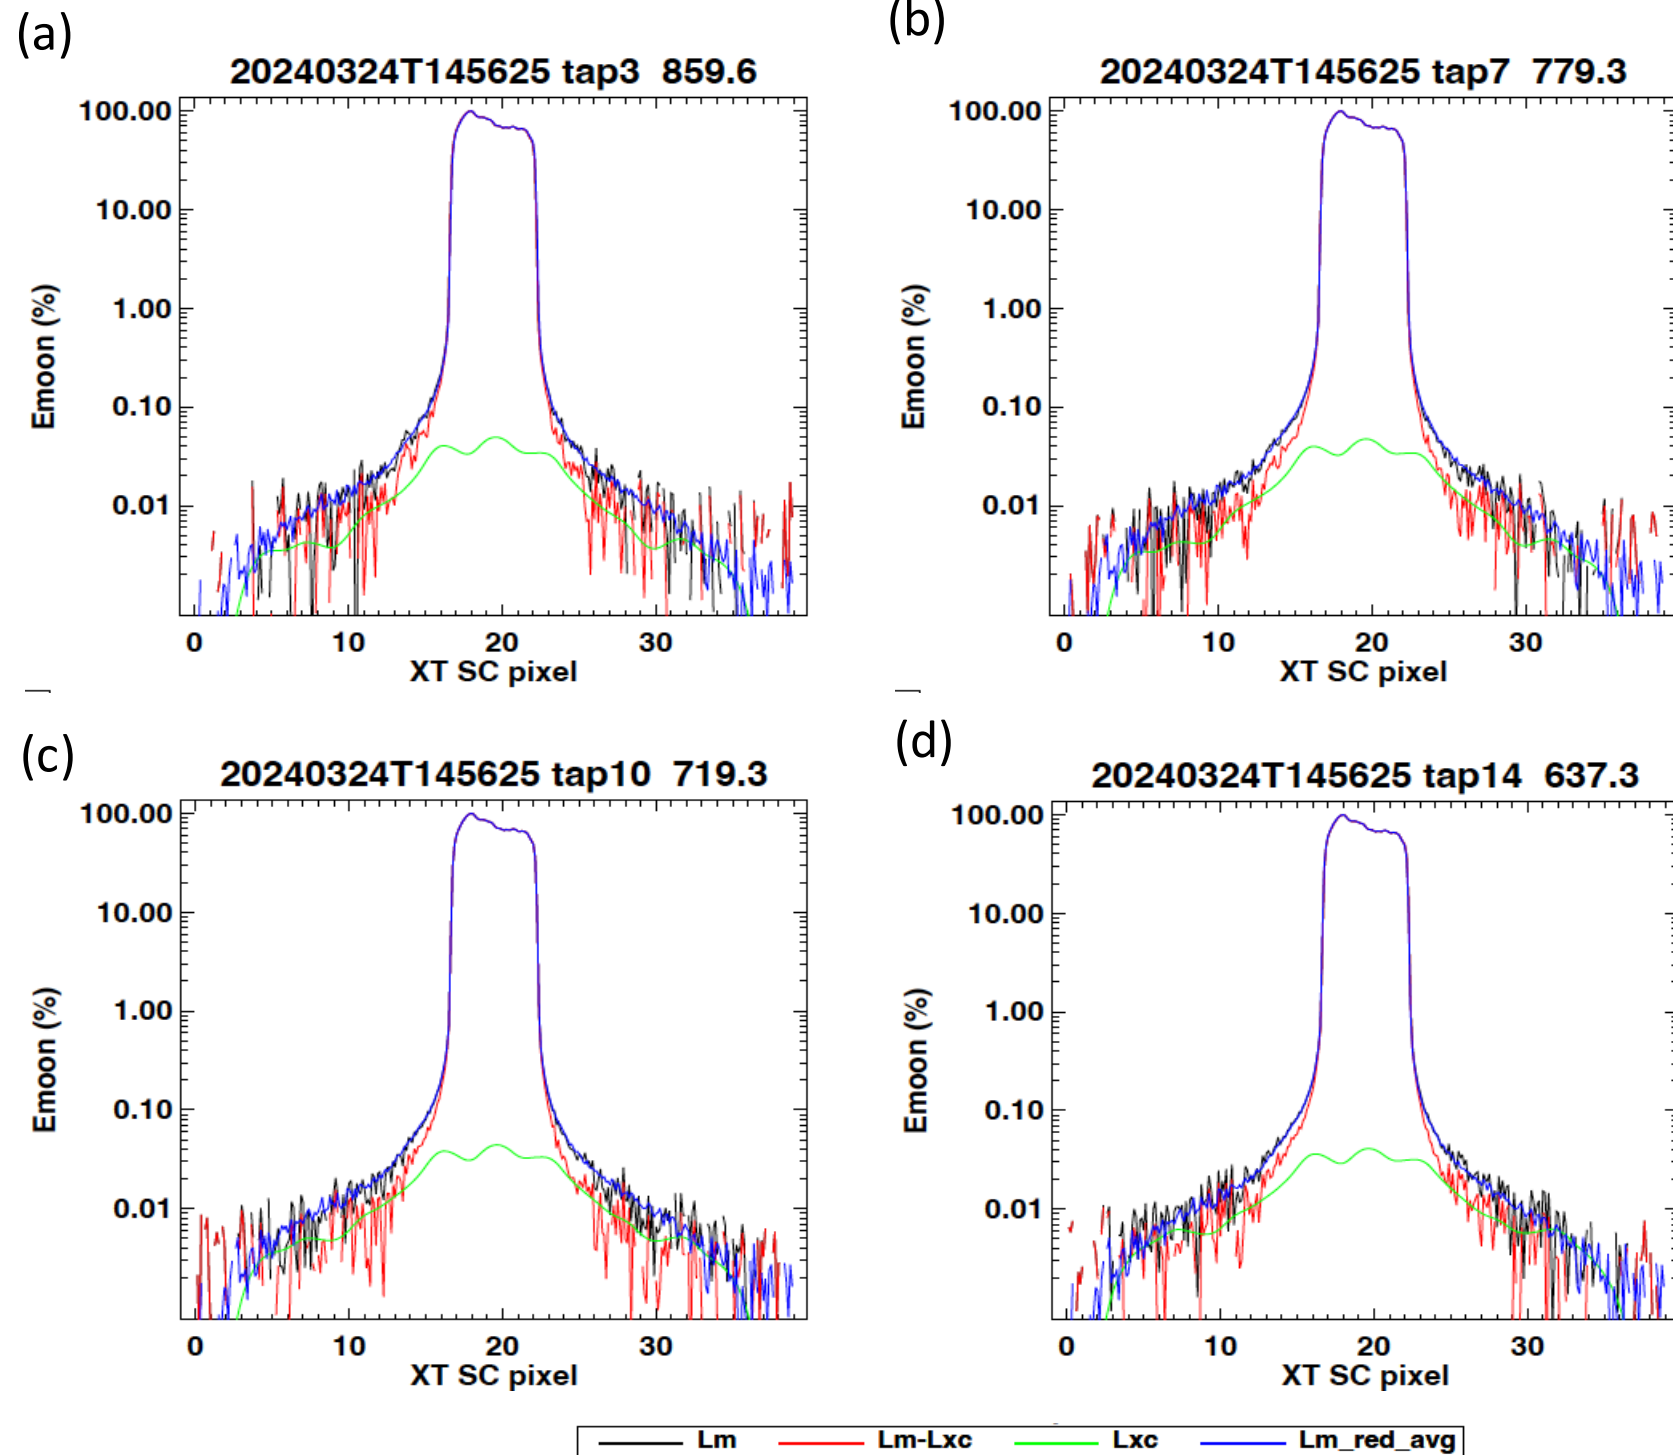 (a)
20240324T145625 tap3 859.6
100.00
10.00
1.00
0.10
0.01
Emoon (%)
0 10 20 30
XT SC pixel
(b)
20240324T145625 tap7 779.3
100.00
10.00
1.00
0.10
0.01
Emoon (%)
0 10 20 30
XT SC pixel
(c)
20240324T145625 tap10 719.3
100.00
10.00
1.00
0.10
0.01
Emoon (%)
0 10 20 30
XT SC pixel
(d)
20240324T145625 tap14 637.3
100.00
10.00
1.00
0.10
0.01
Emoon (%)
0 10 20 30
XT SC pixel
Lm Lm-Lxc Lxc Lm_red_avg